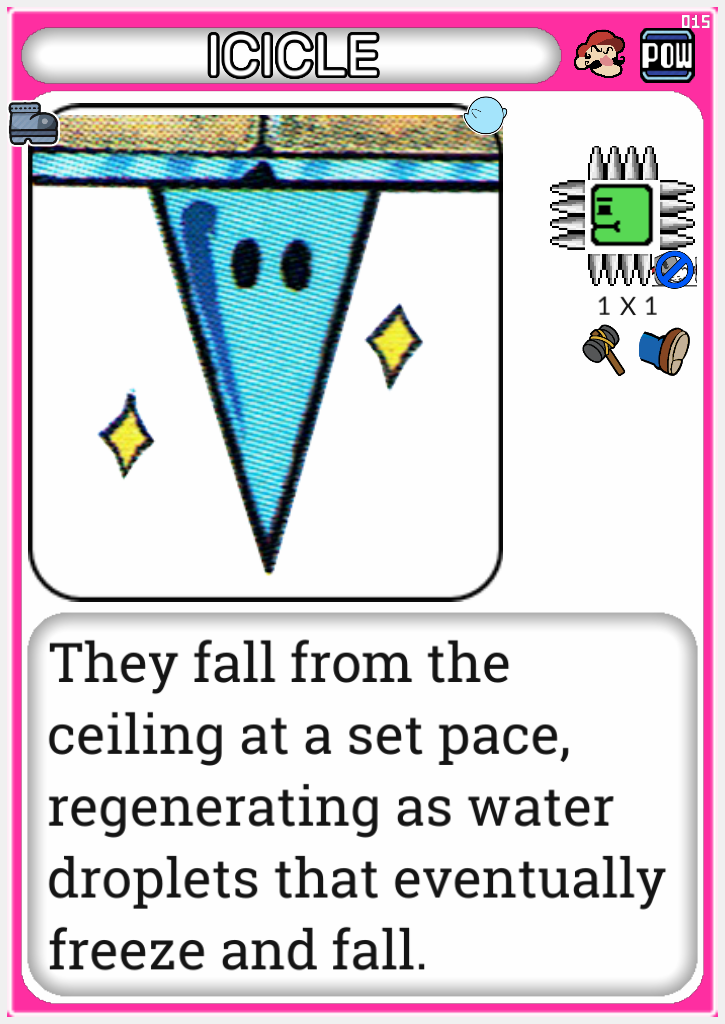 015
ICICLE
POW
1 X 1
They fall from the
ceiling at a set pace,
regenerating as water
droplets that eventually
freeze and fall.